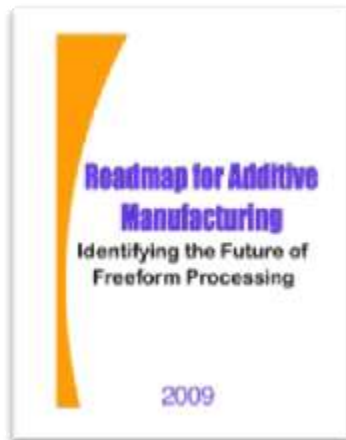 Roadmap for Additive
Manufacturing
Identifying the Future of
Freeform Processing
2009